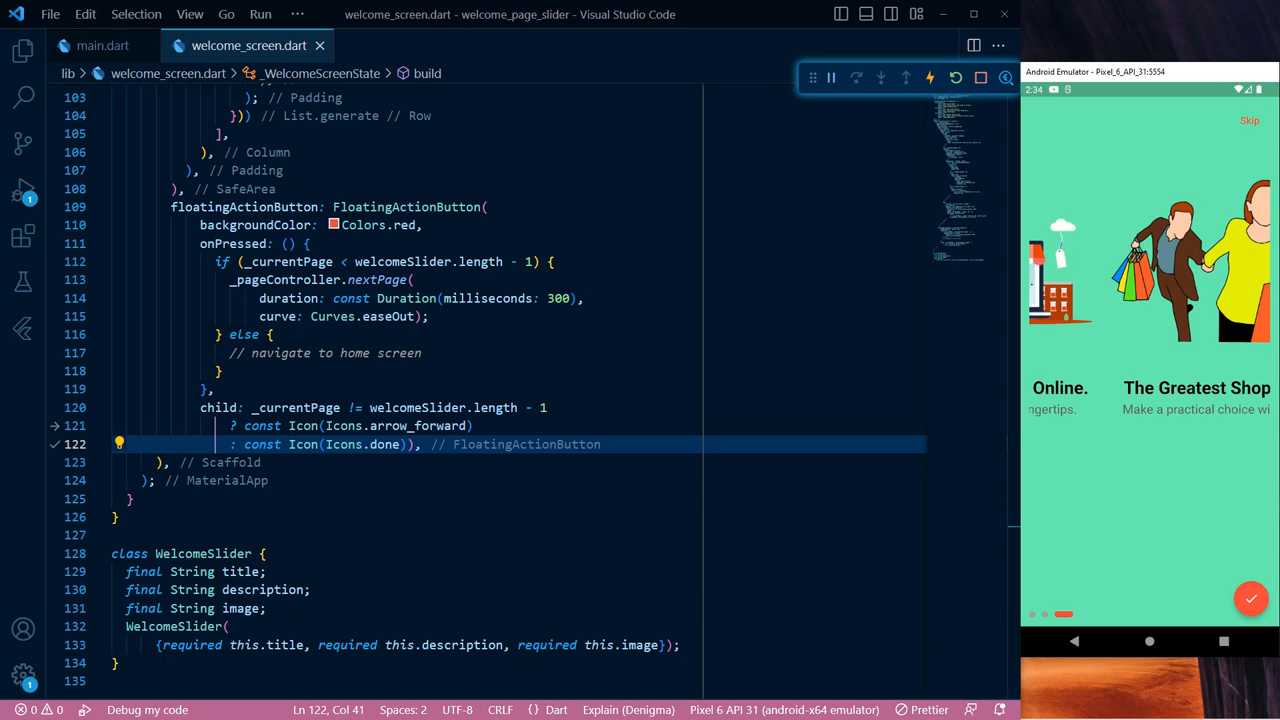 File Edit Selection View Go Run ··· welcome_screen.dart - welcome_page_slider - Visual Studio Code
main.dart welcome_screen.dart
lib > welcome_screen.dart > _WelcomeScreenState > build
103 ); // Padding
104 })) // List.generate // Row
105 ],
106 ), // Column
107 ), // Padding
108 ), // SafeArea
109 floatingActionButton: FloatingActionButton(
110 backgroundColor: Colors.red,
111 onPressed: () {
112 if (_currentPage < welcomeSlider.length - 1) {
113 _pageController.nextPage(
114 duration: const Duration(milliseconds: 300),
115 curve: Curves.easeOut);
116 } else {
117 // navigate to home screen
118 }
119 },
120 child: _currentPage != welcomeSlider.length - 1
121 ? const Icon(Icons.arrow_forward)
122 : const Icon(Icons.done)), // FloatingActionButton
123 ), // Scaffold
124 ); // MaterialApp
125 }
126 }
127
128 class WelcomeSlider {
129 final String title;
130 final String description;
131 final String image;
132 WelcomeSlider(
133 {required this.title, required this.description, required this.image});
134 }
135
1
1
0 0 Debug my code Ln 122, Col 41 Spaces: 2 UTF-8 CRLF {} Dart Explain (Denigma) Pixel 6 API 31 (android-x64 emulator) Prettier
Android Emulator - Pixel_6_API_31:5554
2:34
Skip
Online. The Greatest Shop
ngertips. Make a practical choice wi